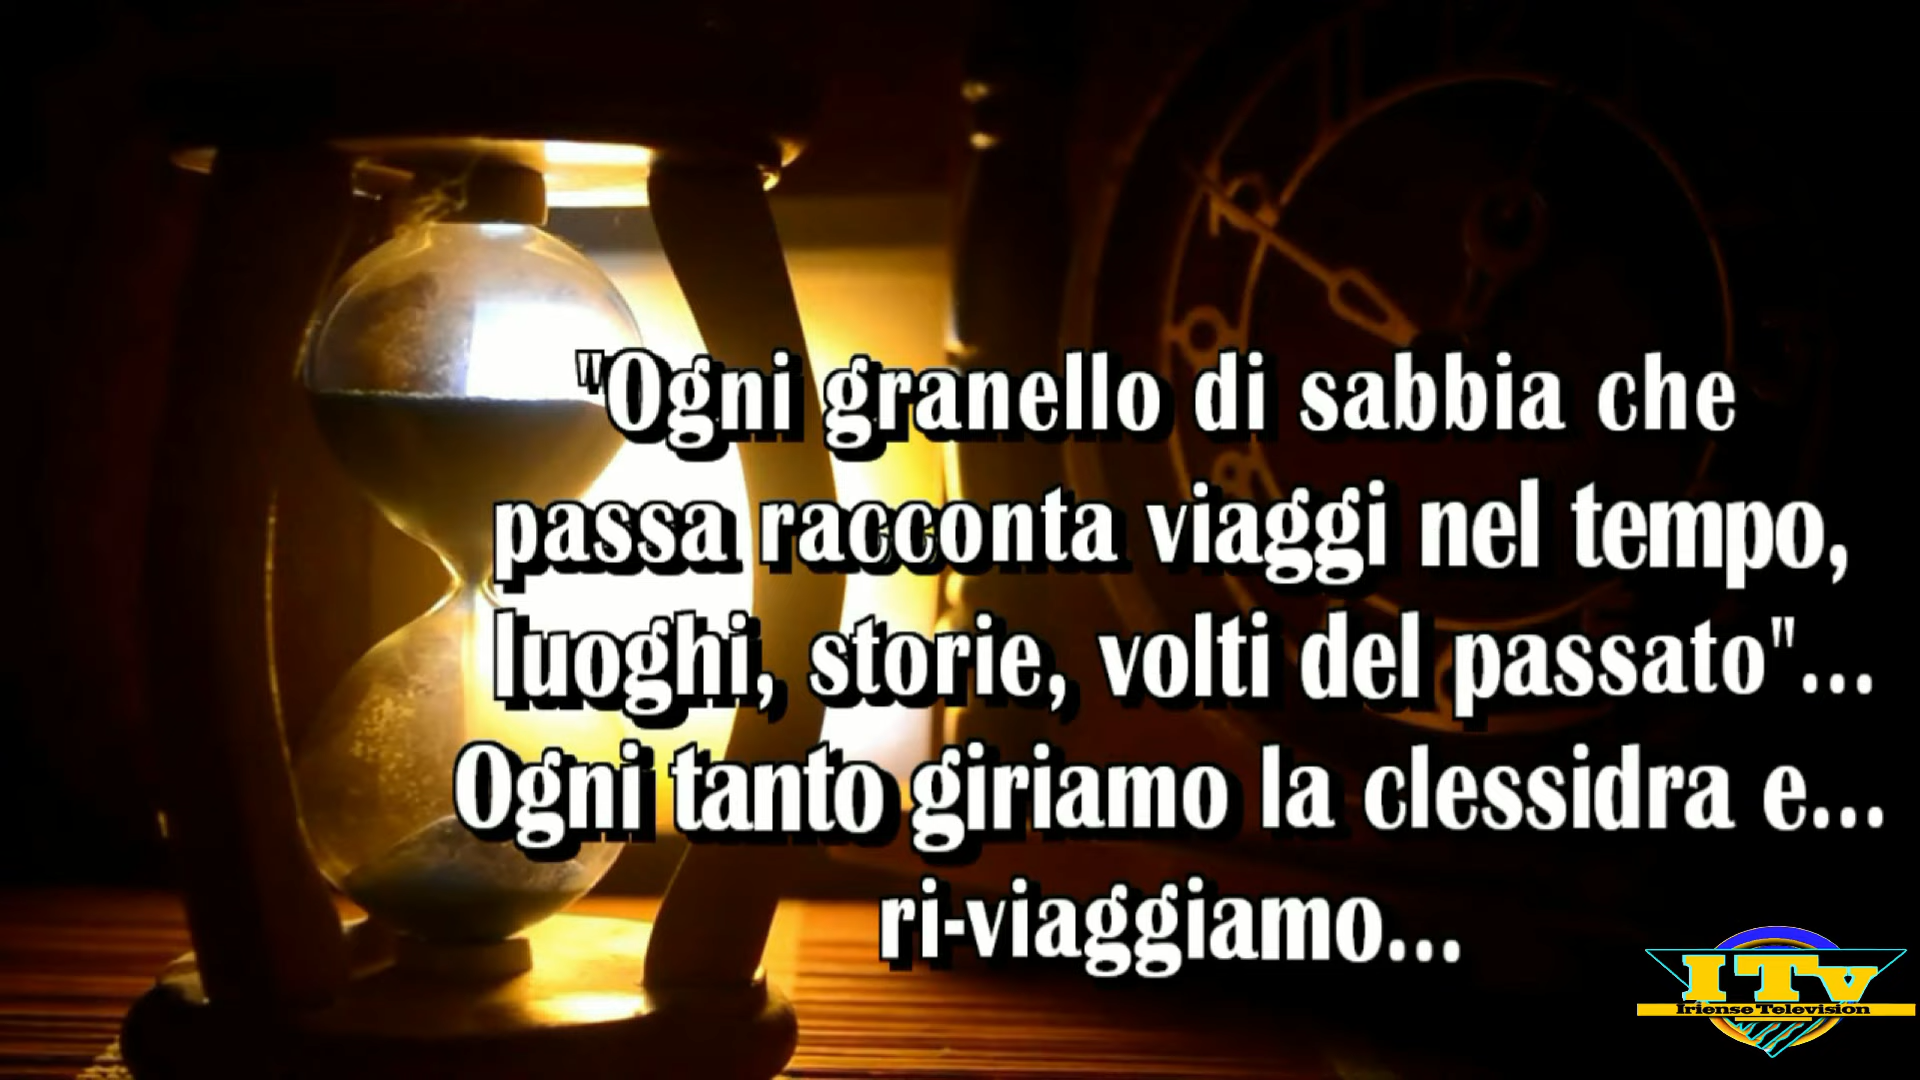 "Ogni granello di sabbia che
passa racconta viaggi nel tempo,
luoghi, storie, volti del passato"...
Ogni tanto giriamo la clessidra e...
ri-viaggiamo...
ITv
Iriense Television